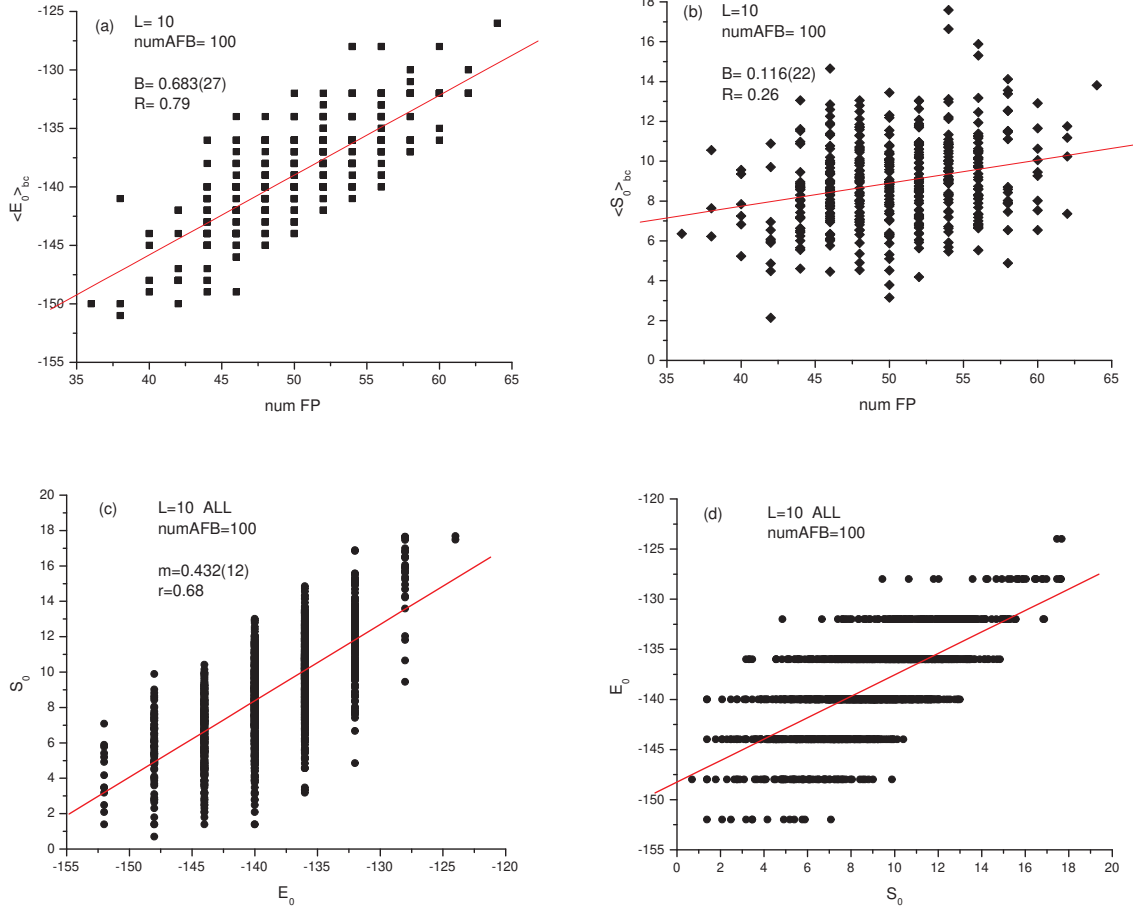 (a)
L= 10
numAFB= 100
B= 0.683(27)
R= 0.79
<E₀>bc
-125
-130
-135
-140
-145
-150
-155
35 40 45 50 55 60 65
num FP
(b)
L=10
numAFB= 100
B= 0.116(22)
R= 0.26
<S₀>bc
18
16
14
12
10
8
6
4
2
0
35 40 45 50 55 60 65
num FP
(c)
L=10 ALL
numAFB=100
m=0.432(12)
r=0.68
S₀
20
18
16
14
12
10
8
6
4
2
0
-155 -150 -145 -140 -135 -130 -125 -120
E₀
(d)
L=10 ALL
numAFB=100
E₀
-120
-125
-130
-135
-140
-145
-150
-155
0 2 4 6 8 10 12 14 16 18 20
S₀